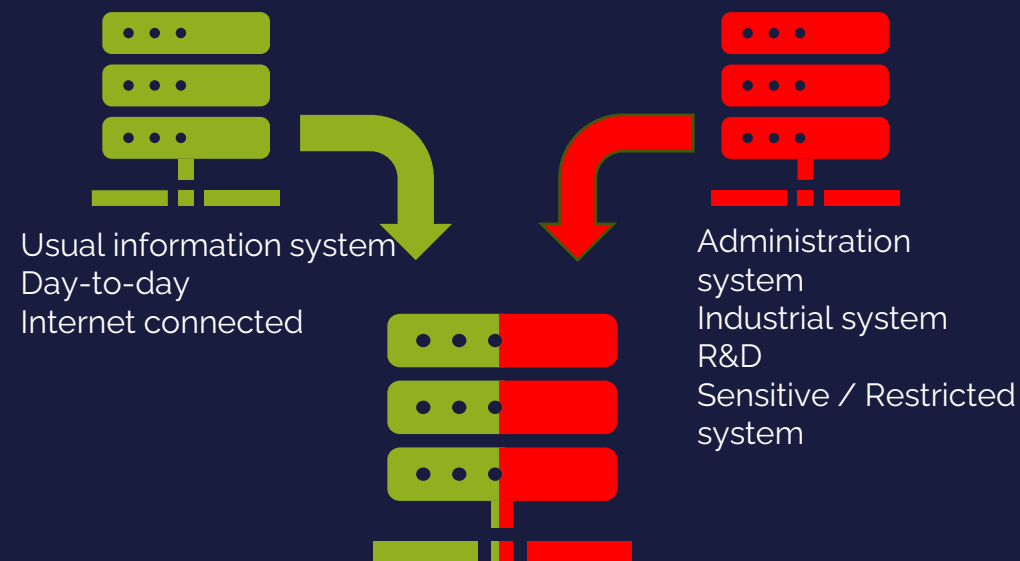 Usual information system
Day-to-day
Internet connected
Administration
system
Industrial system
R&D
Sensitive / Restricted
system